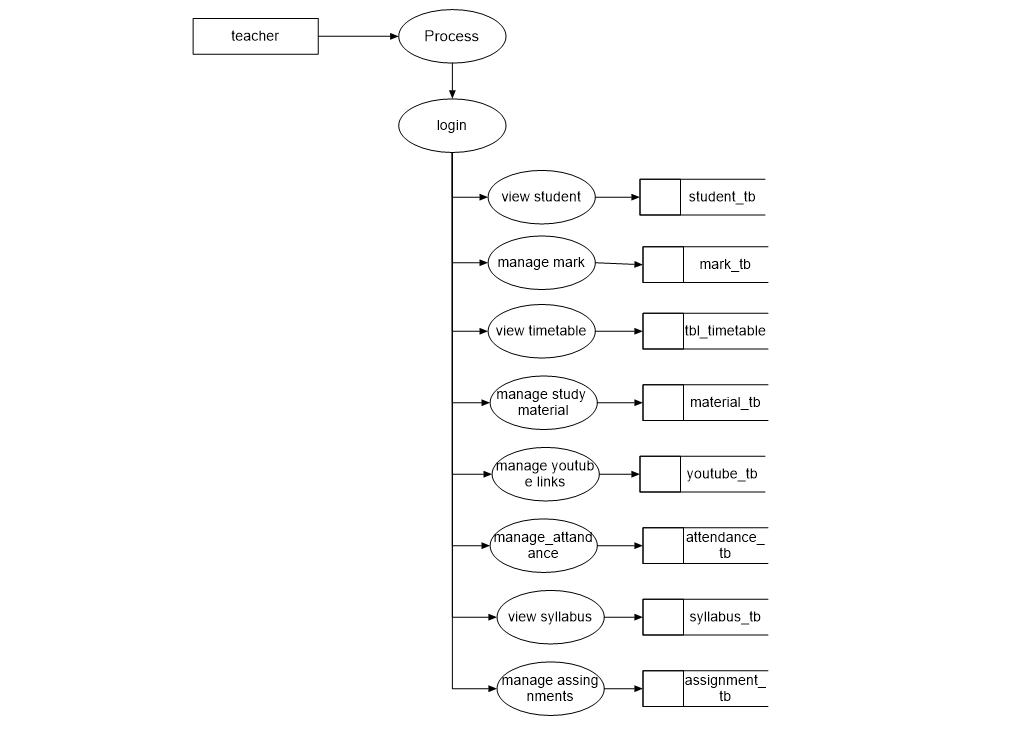 teacher
Process
login
view student
student_tb
manage mark
mark_tb
view timetable
tbl_timetable
manage study
material
material_tb
manage youtub
e links
youtube_tb
manage_attand
ance
attendance_
tb
view syllabus
syllabus_tb
manage assing
nments
assignment_
tb